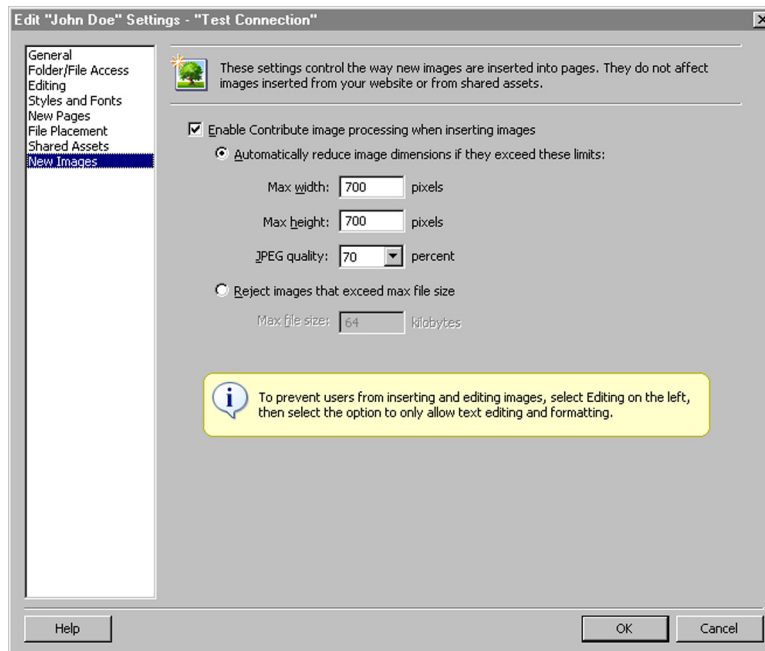 Edit "John Doe" Settings - "Test Connection"
General
Folder/File Access
Editing
Styles and Fonts
New Pages
File Placement
Shared Assets
New Images
These settings control the way new images are inserted into pages. They do not affect
images inserted from your website or from shared assets.
Enable Contribute image processing when inserting images
Automatically reduce image dimensions if they exceed these limits:
Max width: 700 pixels
Max height: 700 pixels
JPEG quality: 70 percent
Reject images that exceed max file size
Max file size: 64 kilobytes
To prevent users from inserting and editing images, select Editing on the left,
then select the option to only allow text editing and formatting.
Help OK Cancel